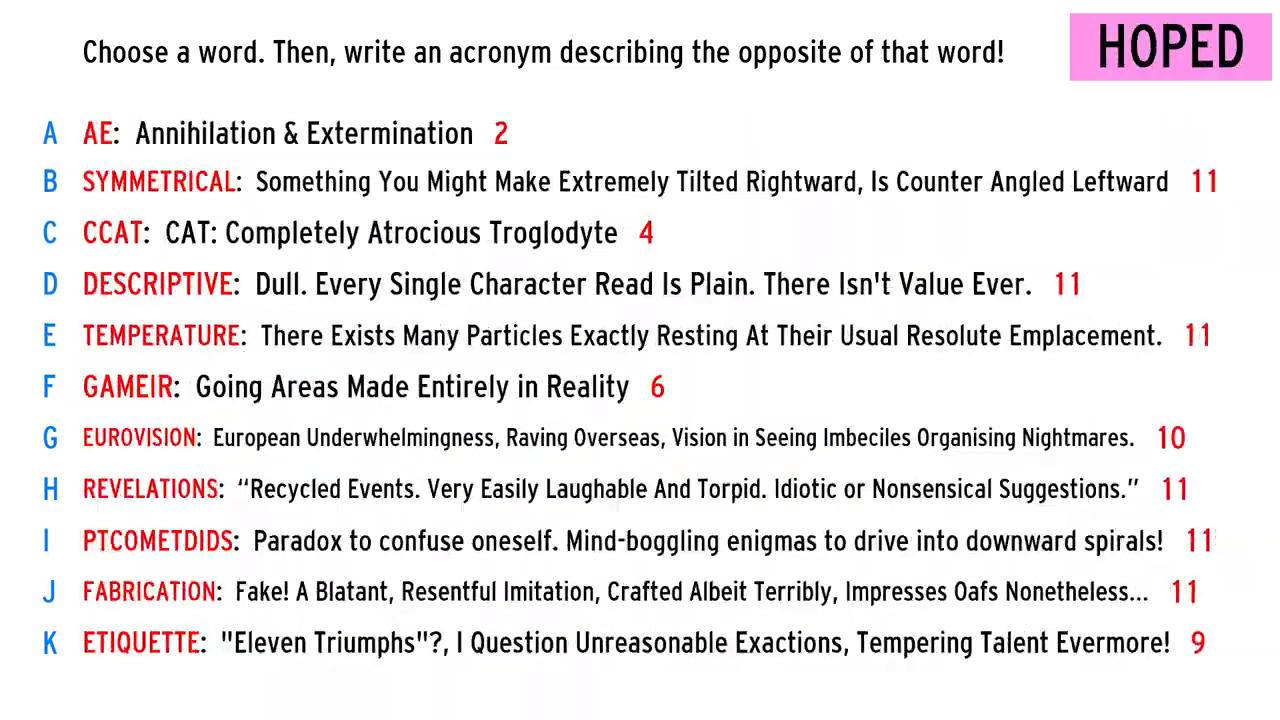 Choose a word. Then, write an acronym describing the opposite of that word!
HOPED
A AE: Annihilation & Extermination 2
B SYMMETRICAL: Something You Might Make Extremely Tilted Rightward, Is Counter Angled Leftward 11
C CCAT: CAT: Completely Atrocious Troglodyte 4
D DESCRIPTIVE: Dull. Every Single Character Read Is Plain. There Isn't Value Ever. 11
E TEMPERATURE: There Exists Many Particles Exactly Resting At Their Usual Resolute Emplacement. 11
F GAMEIR: Going Areas Made Entirely in Reality 6
G EUROVISION: European Underwhelmingness, Raving Overseas, Vision in Seeing Imbeciles Organising Nightmares. 10
H REVELATIONS: “Recycled Events. Very Easily Laughable And Torpid. Idiotic or Nonsensical Suggestions.” 11
I PTCOMETDIDS: Paradox to confuse oneself. Mind-boggling enigmas to drive into downward spirals! 11
J FABRICATION: Fake! A Blatant, Resentful Imitation, Crafted Albeit Terribly, Impresses Oafs Nonetheless... 11
K ETIQUETTE: "Eleven Triumphs"?, I Question Unreasonable Exactions, Tempering Talent Evermore! 9